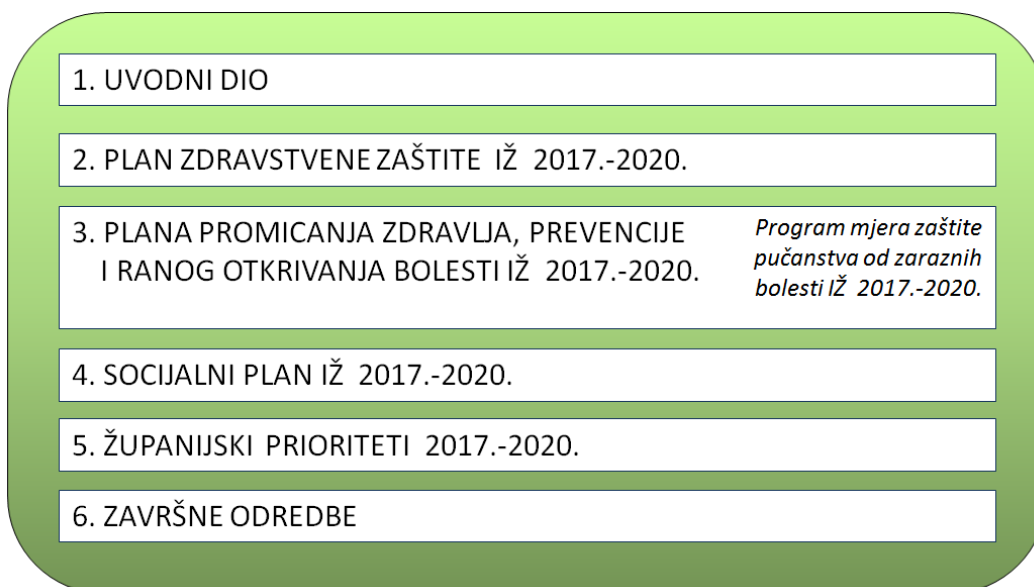 1. UVODNI DIO
2. PLAN ZDRAVSTVENE ZAŠTITE IŽ 2017.-2020.
3. PLANA PROMICANJA ZDRAVLJA, PREVENCIJE
I RANOG OTKRIVANJA BOLESTI IŽ 2017.-2020.
Program mjera zaštite
pučanstva od zaraznih
bolesti IŽ 2017.-2020.
4. SOCIJALNI PLAN IŽ 2017.-2020.
5. ŽUPANIJSKI PRIORITETI 2017.-2020.
6. ZAVRŠNE ODREDBE